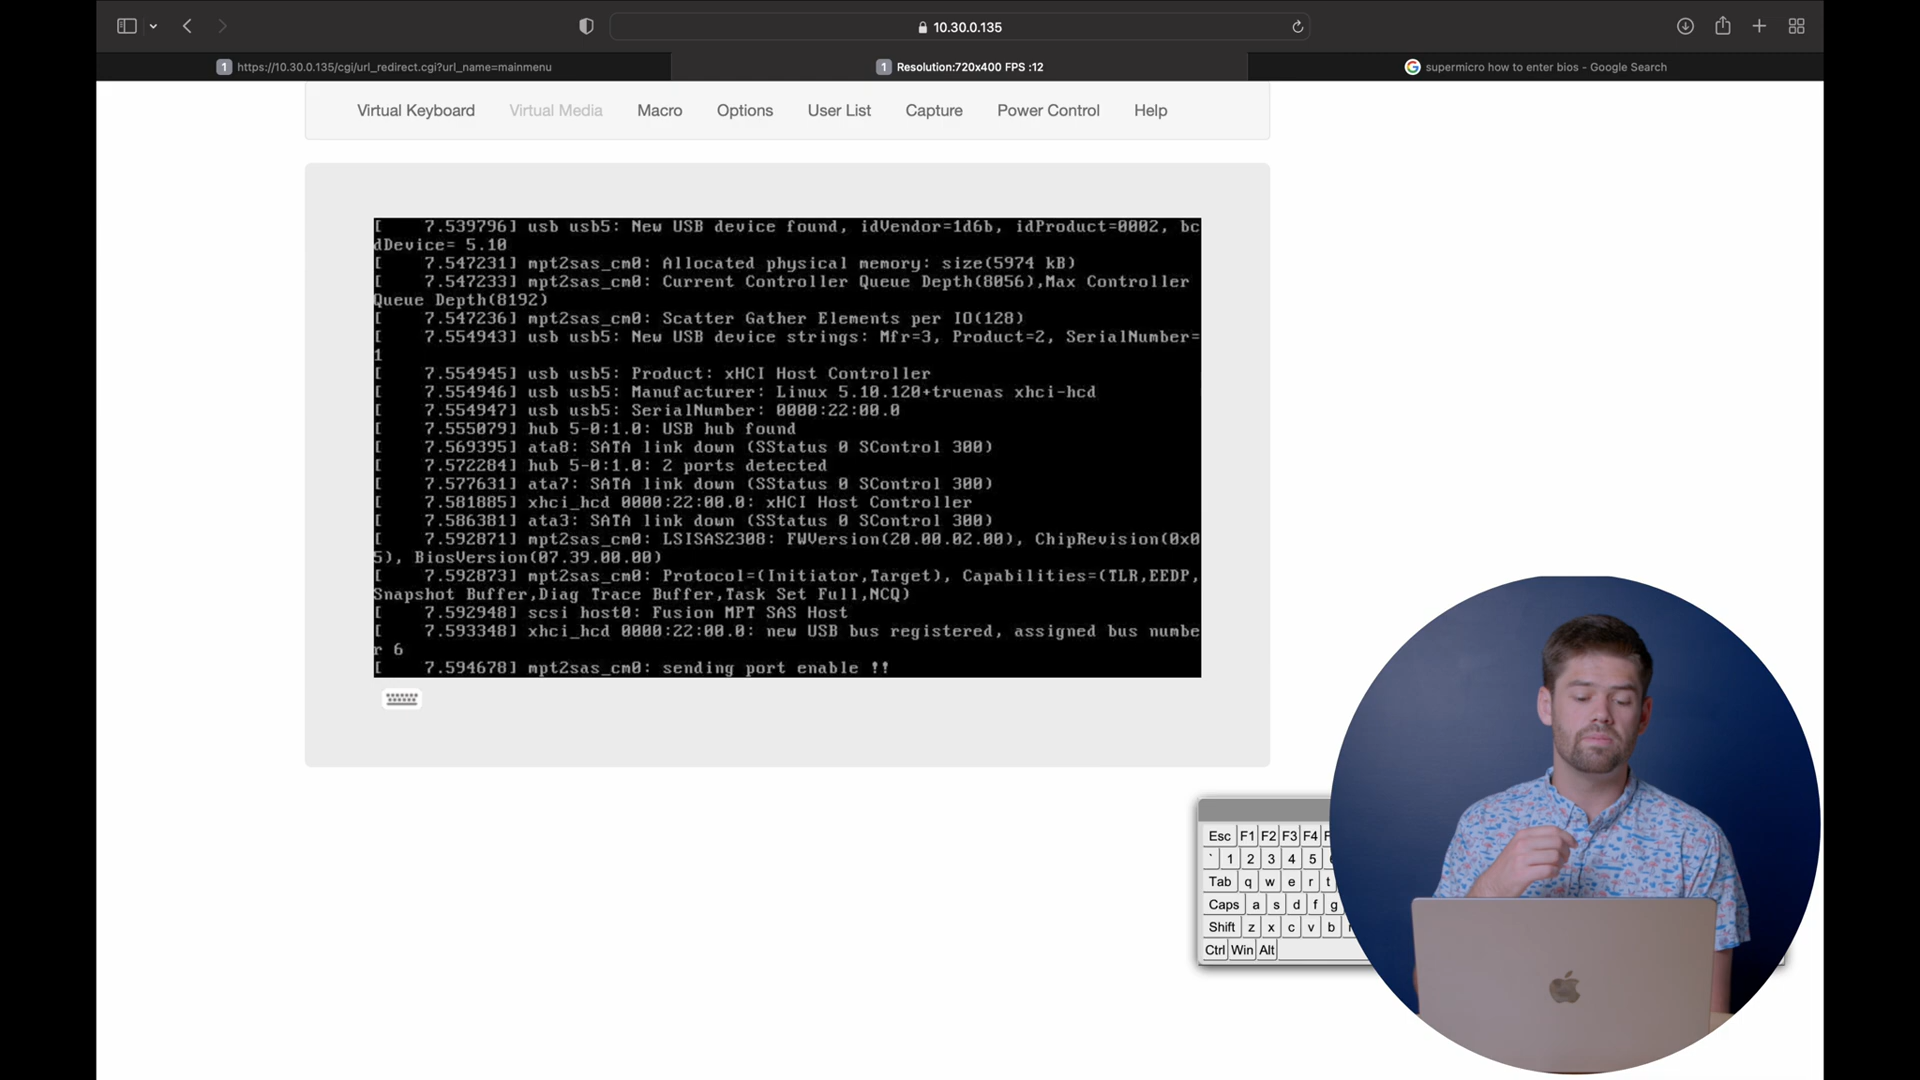 10.30.0.135
1 https://10.30.0.135/cgi/url_redirect.cgi?url_name=mainmenu
1 Resolution:720x400 FPS :12
supermicro how to enter bios - Google Search
Virtual Keyboard Virtual Media Macro Options User List Capture Power Control Help
[ 7.539796] usb usb5: New USB device found, idVendor=1d6b, idProduct=0002, bc
dDevice= 5.10
[ 7.547231] mpt2sas_cm0: Allocated physical memory: size(5974 kB)
[ 7.547233] mpt2sas_cm0: Current Controller Queue Depth(8056),Max Controller
Queue Depth(8192)
[ 7.547236] mpt2sas_cm0: Scatter Gather Elements per IO(128)
[ 7.554943] usb usb5: New USB device strings: Mfr=3, Product=2, SerialNumber=
1
[ 7.554945] usb usb5: Product: xHCI Host Controller
[ 7.554946] usb usb5: Manufacturer: Linux 5.10.120+truenas xhci-hcd
[ 7.554947] usb usb5: SerialNumber: 0000:22:00.0
[ 7.555079] hub 5-0:1.0: USB hub found
[ 7.569395] ata8: SATA link down (SStatus 0 SControl 300)
[ 7.572284] hub 5-0:1.0: 2 ports detected
[ 7.577631] ata7: SATA link down (SStatus 0 SControl 300)
[ 7.581885] xhci_hcd 0000:22:00.0: xHCI Host Controller
[ 7.586381] ata3: SATA link down (SStatus 0 SControl 300)
[ 7.592871] mpt2sas_cm0: LSISAS2308: FWVersion(20.00.02.00), ChipRevision(0x0
5), BiosVersion(07.39.00.00)
[ 7.592873] mpt2sas_cm0: Protocol=(Initiator,Target), Capabilities=(TLR,EEDP,
Snapshot Buffer,Diag Trace Buffer,Task Set Full,NCQ)
[ 7.592948] scsi host0: Fusion MPT SAS Host
[ 7.593348] xhci_hcd 0000:22:00.0: new USB bus registered, assigned bus numbe
r 6
[ 7.594678] mpt2sas_cm0: sending port enable !!
Esc F1 F2 F3 F4
` 1 2 3 4 5
Tab q w e r t
Caps a s d f g
Shift z x c v b
Ctrl Win Alt